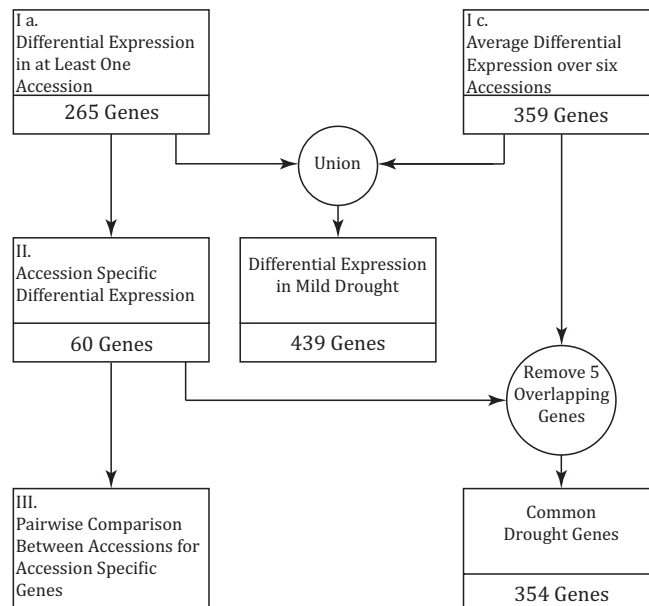 I a.
Differential Expression
in at Least One
Accession
265 Genes
I c.
Average Differential
Expression over six
Accessions
359 Genes
Union
II.
Accession Specific
Differential Expression
60 Genes
Differential Expression
in Mild Drought
439 Genes
Remove 5
Overlapping
Genes
III.
Pairwise Comparison
Between Accessions for
Accession Specific
Genes
Common
Drought Genes
354 Genes